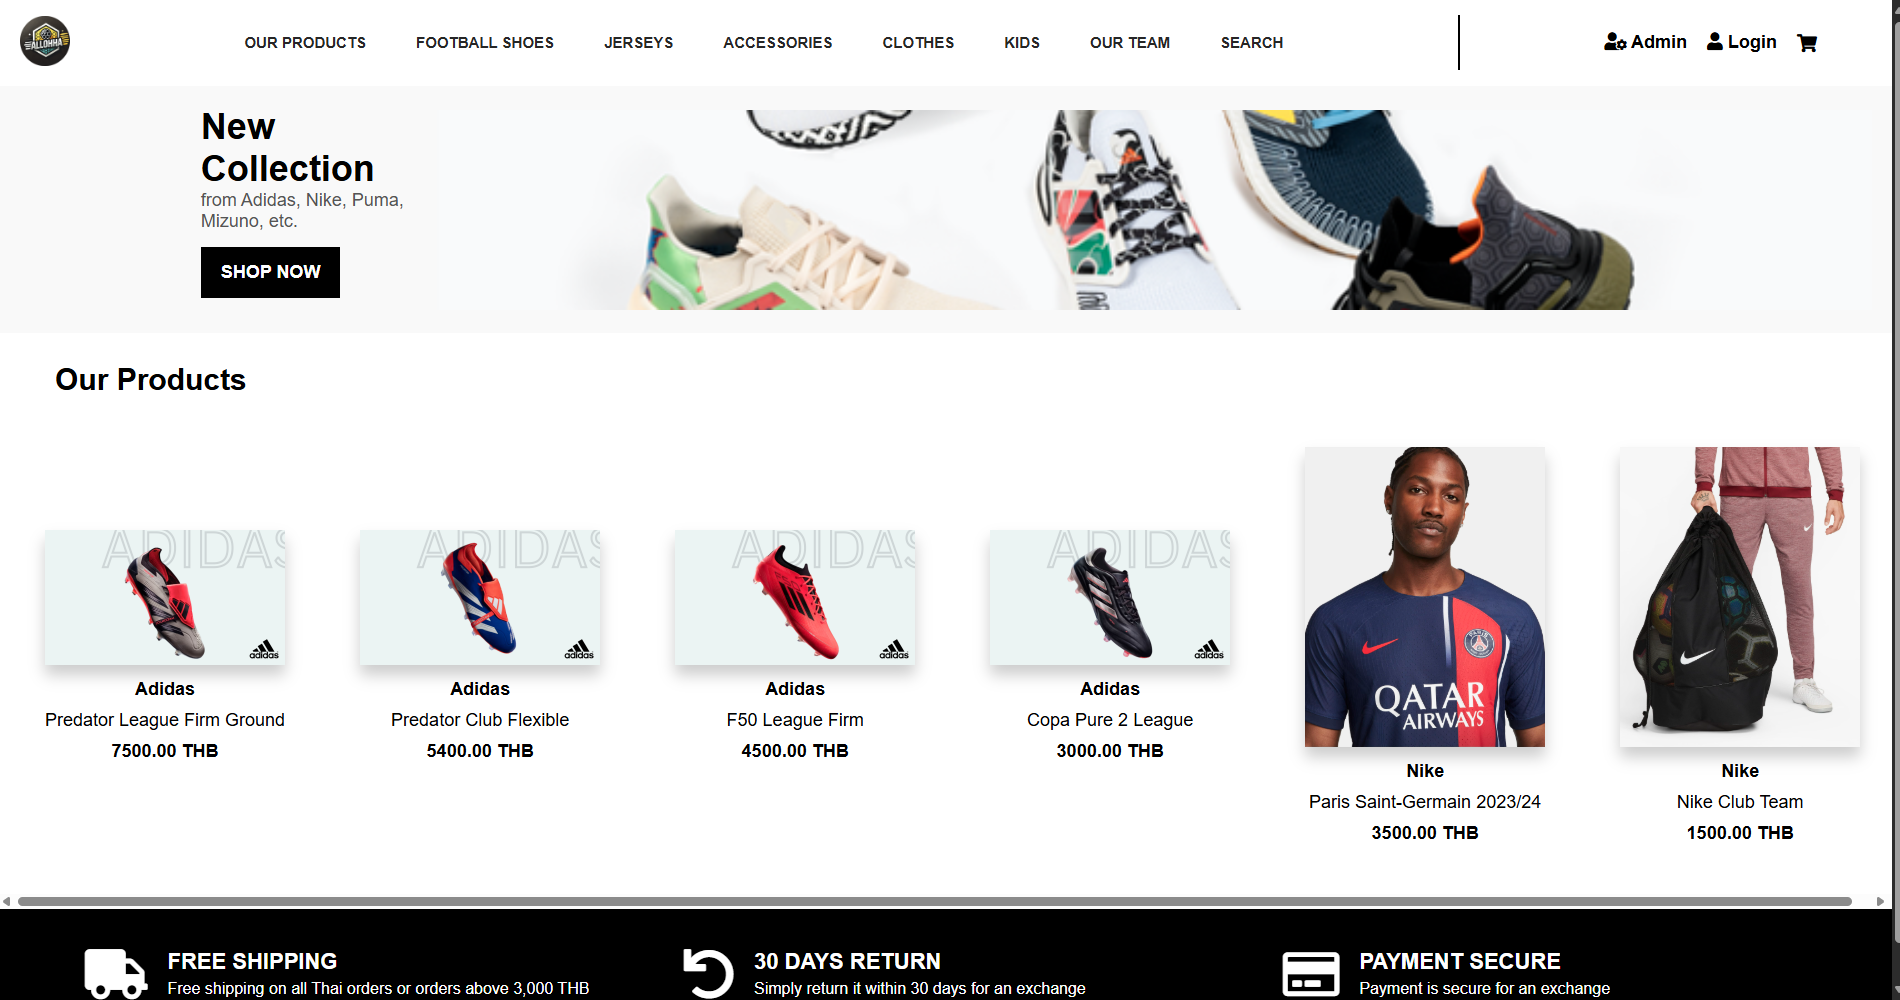 ALLOHHA
OUR PRODUCTS
FOOTBALL SHOES
JERSEYS
ACCESSORIES
CLOTHES
KIDS
OUR TEAM
SEARCH
Admin
Login
New
Collection
from Adidas, Nike, Puma,
Mizuno, etc.
SHOP NOW
Our Products
ADIDAS
adidas
Adidas
Predator League Firm Ground
7500.00 THB
ADIDAS
adidas
Adidas
Predator Club Flexible
5400.00 THB
ADIDAS
adidas
Adidas
F50 League Firm
4500.00 THB
ADIDAS
adidas
Adidas
Copa Pure 2 League
3000.00 THB
PARIS
QATAR
AIRWAYS
Nike
Paris Saint-Germain 2023/24
3500.00 THB
Nike
Nike Club Team
1500.00 THB
FREE SHIPPING
Free shipping on all Thai orders or orders above 3,000 THB
30 DAYS RETURN
Simply return it within 30 days for an exchange
PAYMENT SECURE
Payment is secure for an exchange